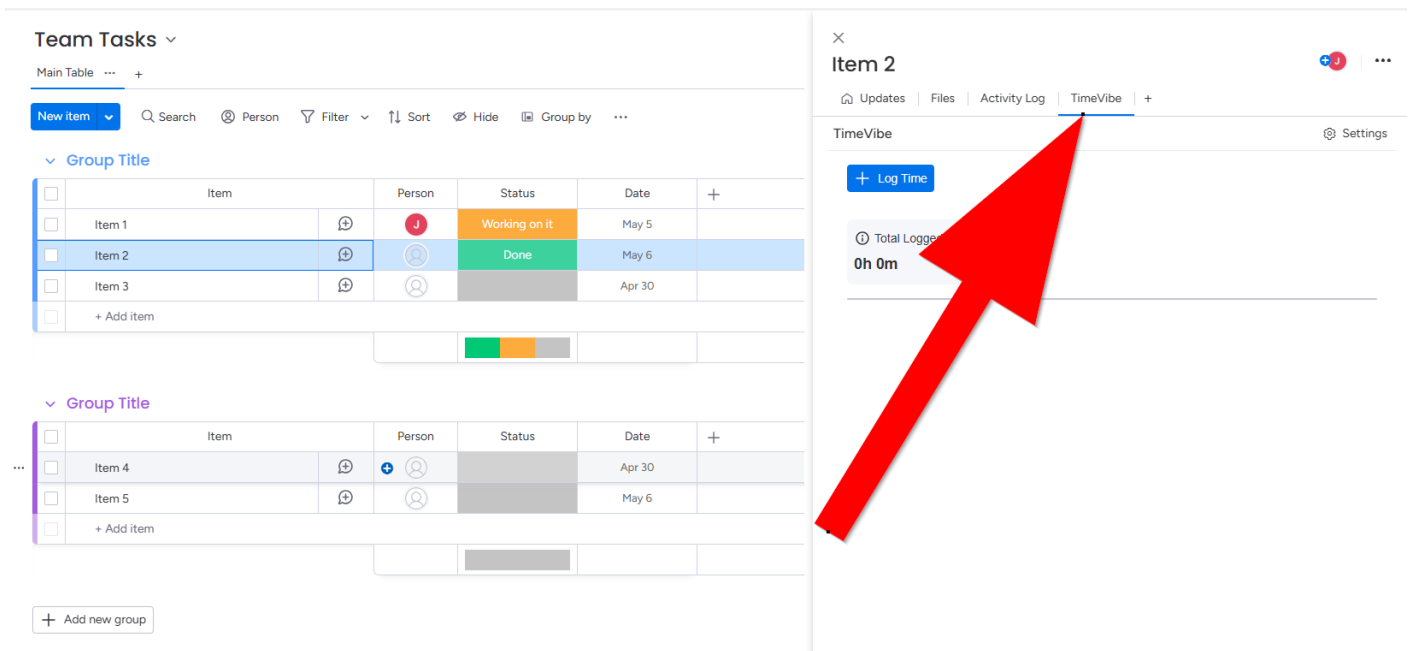 Team Tasks
Main Table ... +
New item Search Person Filter Sort Hide Group by ...
Group Title
Item Person Status Date +
Item 1 J Working on it May 5
Item 2 Done May 6
Item 3 Apr 30
+ Add item
Group Title
Item Person Status Date +
Item 4 Apr 30
Item 5 May 6
+ Add item
+ Add new group
Item 2 J ...
Updates Files Activity Log TimeVibe +
TimeVibe Settings
+ Log Time
Total
0h 0m